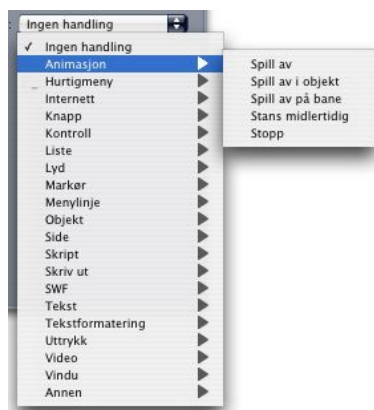 Ingen handling
Ingen handling
Animasjon
Hurtigmeny
Internett
Knapp
Kontroll
Liste
Lyd
Markør
Menylinje
Objekt
Side
Skript
Skriv ut
SWF
Tekst
Tekstformatering
Uttrykk
Video
Vindu
Annen
Spill av
Spill av i objekt
Spill av på bane
Stans midlertidig
Stopp